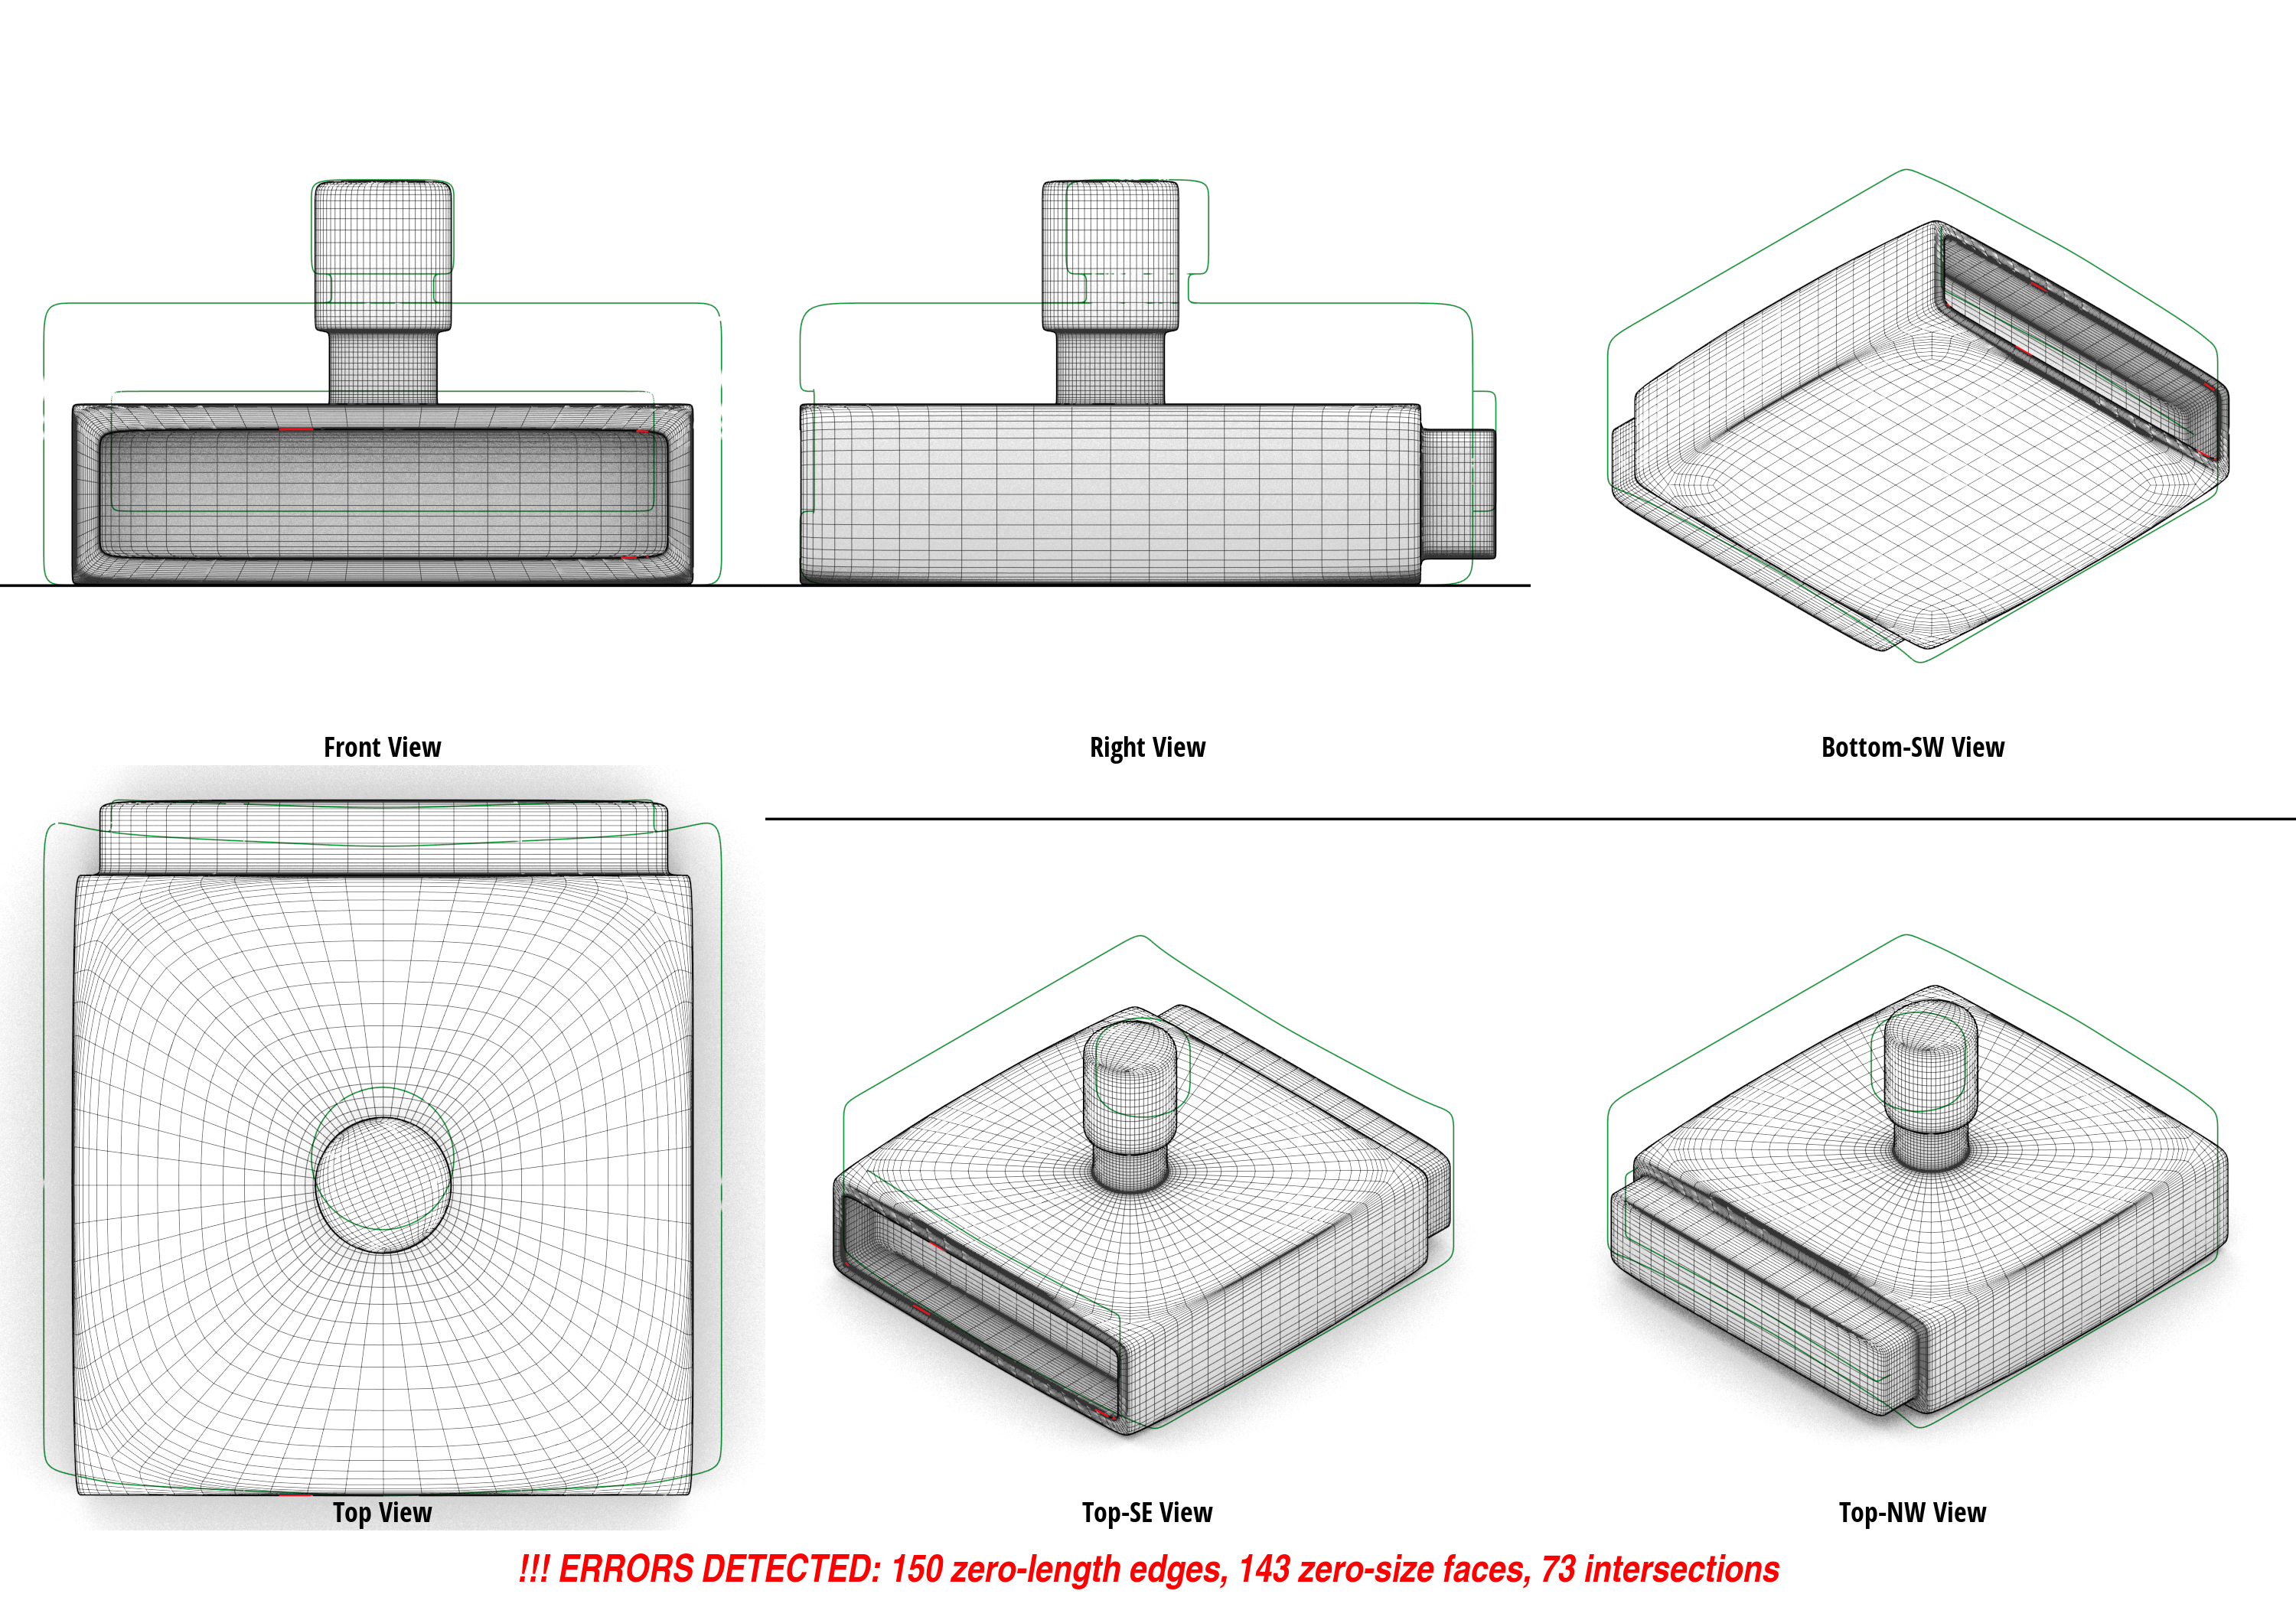 Front View
Right View
Bottom-SW View
Top View
Top-SE View
Top-NW View
!!! ERRORS DETECTED: 150 zero-length edges, 143 zero-size faces, 73 intersections